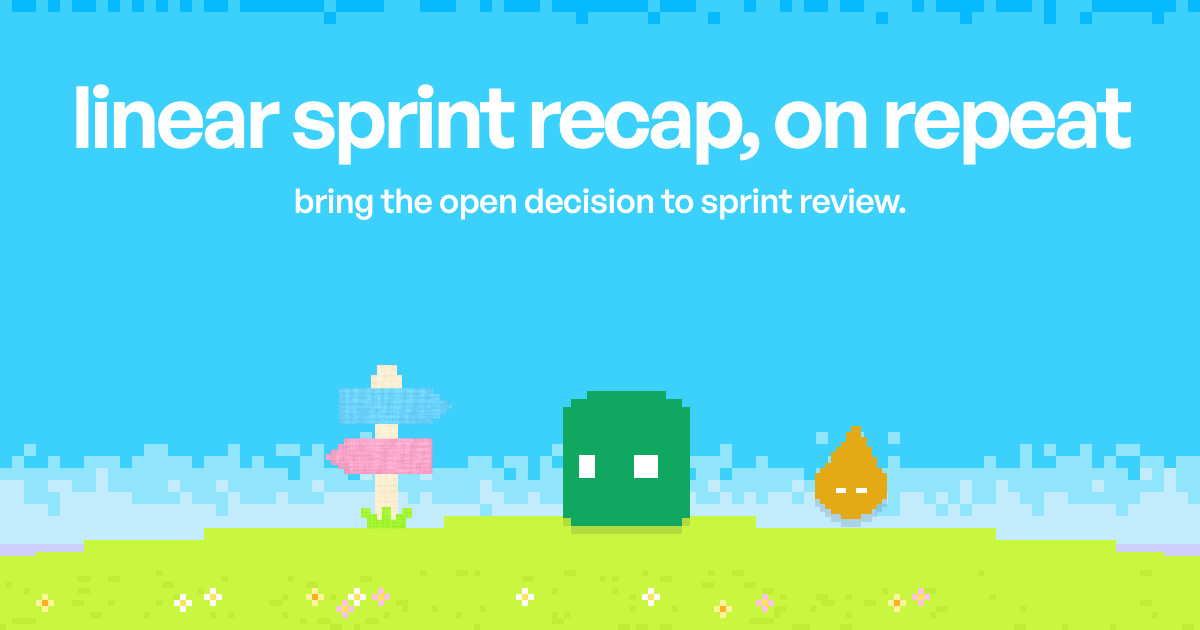 linear sprint recap, on repeat
bring the open decision to sprint review.